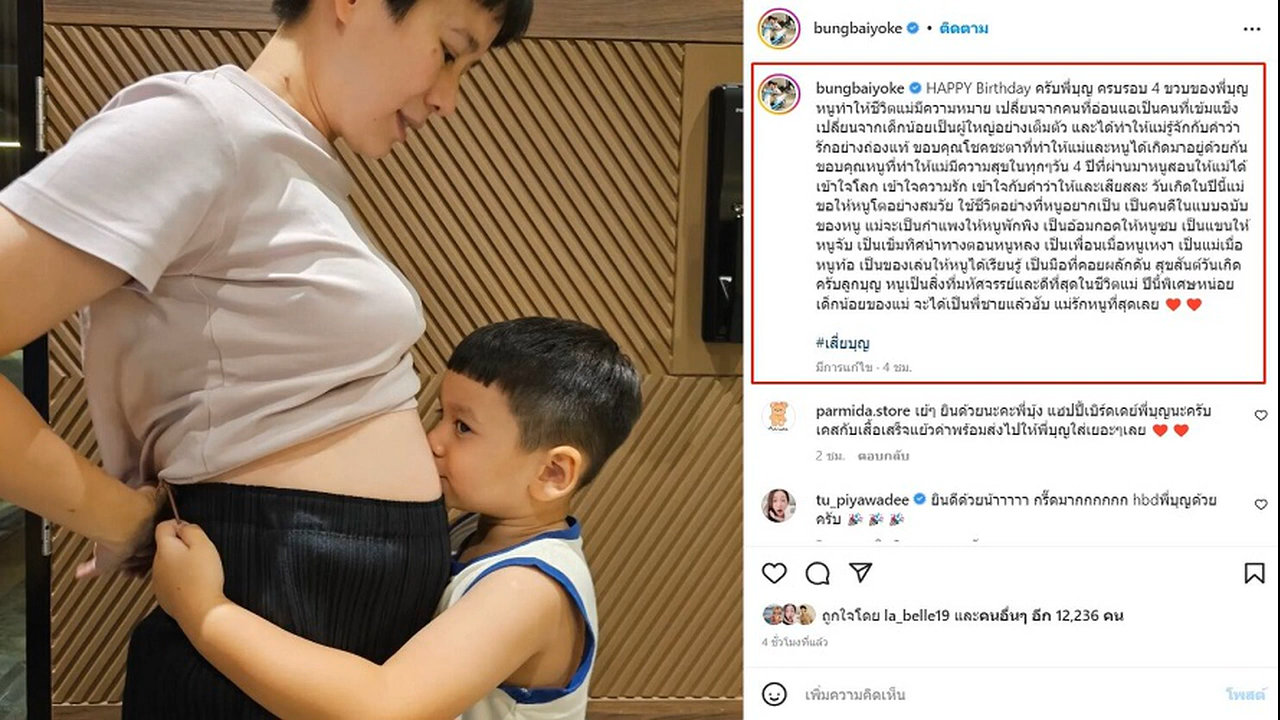 bungbaiyoke • ติดตาม
bungbaiyoke HAPPY Birthday ครับพี่บุญ ครบรอบ 4 ขวบของพี่บุญ
หนูทำให้ชีวิตแม่มีความหมาย เปลี่ยนจากคนที่อ่อนแอเป็นคนที่เข้มแข็ง
เปลี่ยนจากเด็กน้อยเป็นผู้ใหญ่อย่างเต็มตัว และได้ทำให้แม่รู้จักกับคำว่า
รักอย่างถ่องแท้ ขอบคุณโชคชะตาที่ทำให้แม่และหนูได้เกิดมาอยู่ด้วยกัน
ขอบคุณหนูที่ทำให้แม่มีความสุขในทุกๆวัน 4 ปีที่ผ่านมาหนูสอนให้แม่ได้
เข้าใจโลก เข้าใจความรัก เข้าใจกับคำว่าให้และเสียสละ วันเกิดในปีนี้แม่
ขอให้หนูโตอย่างสมวัย ใช้ชีวิตอย่างที่หนูอยากเป็น เป็นคนดีในแบบฉบับ
ของหนู แม่จะเป็นกำแพงให้หนูพักพิง เป็นอ้อมกอดให้หนูซบ เป็นแขนให้
หนูจับ เป็นเข็มทิศนำทางตอนหนูหลง เป็นเพื่อนเมื่อหนูเหงา เป็นแม่เมื่อ
หนูท้อ เป็นของเล่นให้หนูได้เรียนรู้ เป็นมือที่คอยผลักดัน สุขสันต์วันเกิด
ครับลูกบุญ หนูเป็นสิ่งที่มหัศจรรย์และดีที่สุดในชีวิตแม่ ปีนี้พิเศษหน่อย
เด็กน้อยของแม่ จะได้เป็นพี่ชายแล้วฮับ แม่รักหนูที่สุดเลย ♥️ ♥️
#เสี่ยบุญ
มีการแก้ไข · 4 ชม.
parmida.store เย้ๆ ยินด้วยนะคะพี่บุ้ง แฮปปี้เบิร์ดเดย์พี่บุญนะครับ
เดสกับเสื้อเสร็จแย้วค่าพร้อมส่งไปให้พี่บุญใส่เยอะๆเลย ♥️ ♥️
2 ชม. ตอบกลับ
tu_piyawadee ยินดีด้วยน้าาาาา กรี๊ดมากกกกกก hbdพี่บุญด้วย
ครับ 🎉 🎉 🎉
ถูกใจโดย la_belle19 และคนอื่นๆ อีก 12,236 คน
4 ชั่วโมงที่แล้ว
เพิ่มความคิดเห็น โพสต์